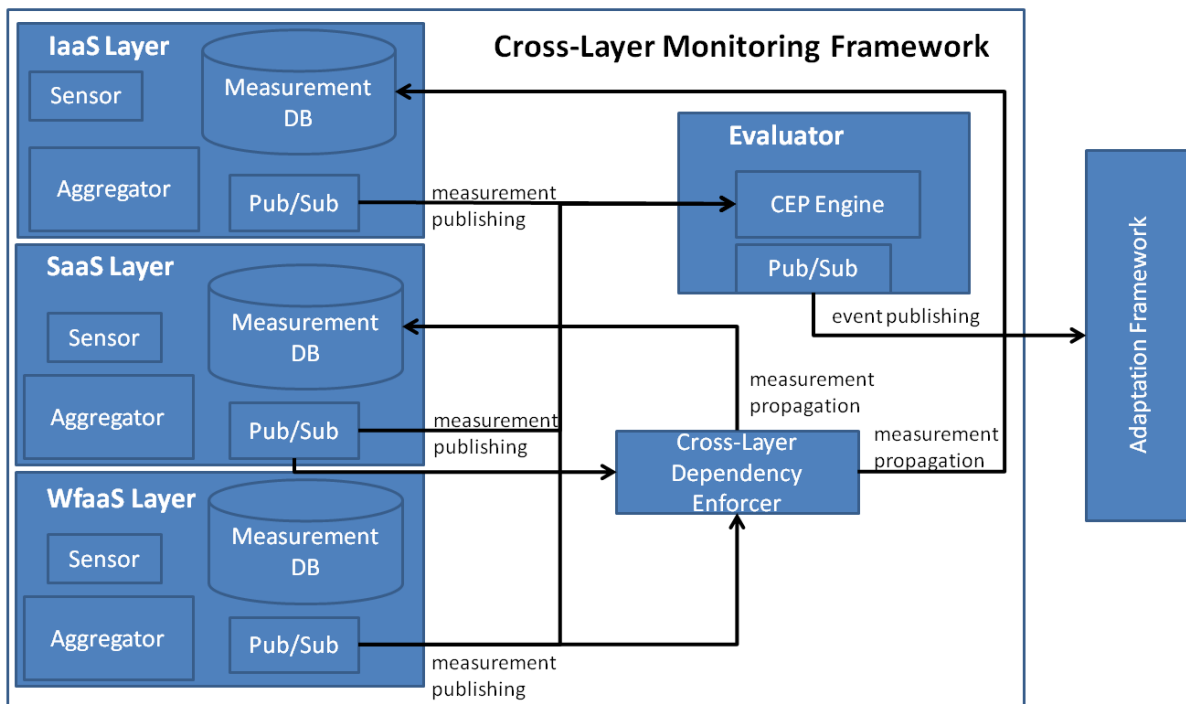 Cross-Layer Monitoring Framework
IaaS Layer
Sensor
Measurement
DB
Aggregator
Pub/Sub
measurement
publishing
Evaluator
CEP Engine
Pub/Sub
event publishing
Adaptation Framework
SaaS Layer
Sensor
Measurement
DB
Aggregator
Pub/Sub
measurement
publishing
measurement
propagation
Cross-Layer
Dependency
Enforcer
measurement
propagation
WfaaS Layer
Sensor
Measurement
DB
Aggregator
Pub/Sub
measurement
publishing